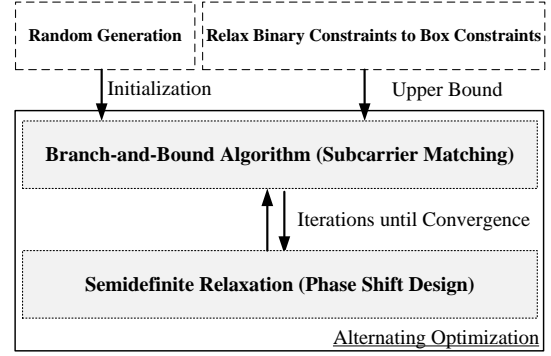 Random Generation
Relax Binary Constraints to Box Constraints
Initialization
Upper Bound
Branch-and-Bound Algorithm (Subcarrier Matching)
Iterations until Convergence
Semidefinite Relaxation (Phase Shift Design)
Alternating Optimization